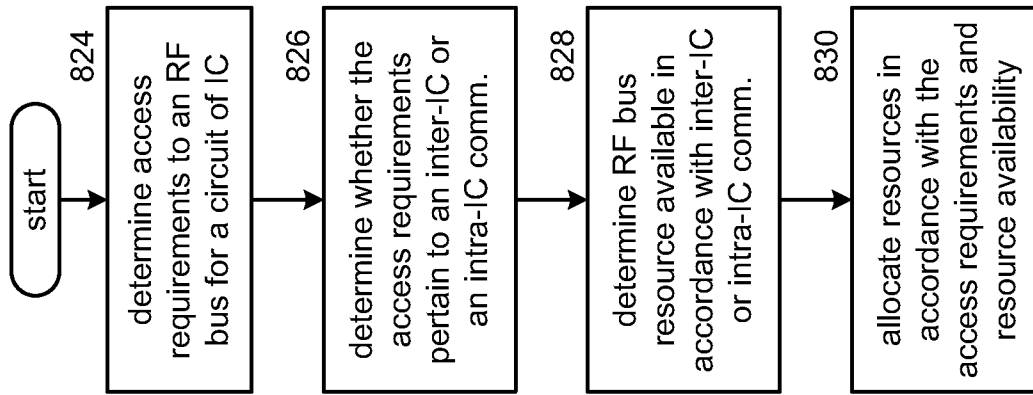 start
824
determine access
requirements to an RF
bus for a circuit of IC
826
determine whether the
access requirements
pertain to an inter-IC or
an intra-IC comm.
828
determine RF bus
resource available in
accordance with inter-IC
or intra-IC comm.
830
allocate resources in
accordance with the
access requirements and
resource availability